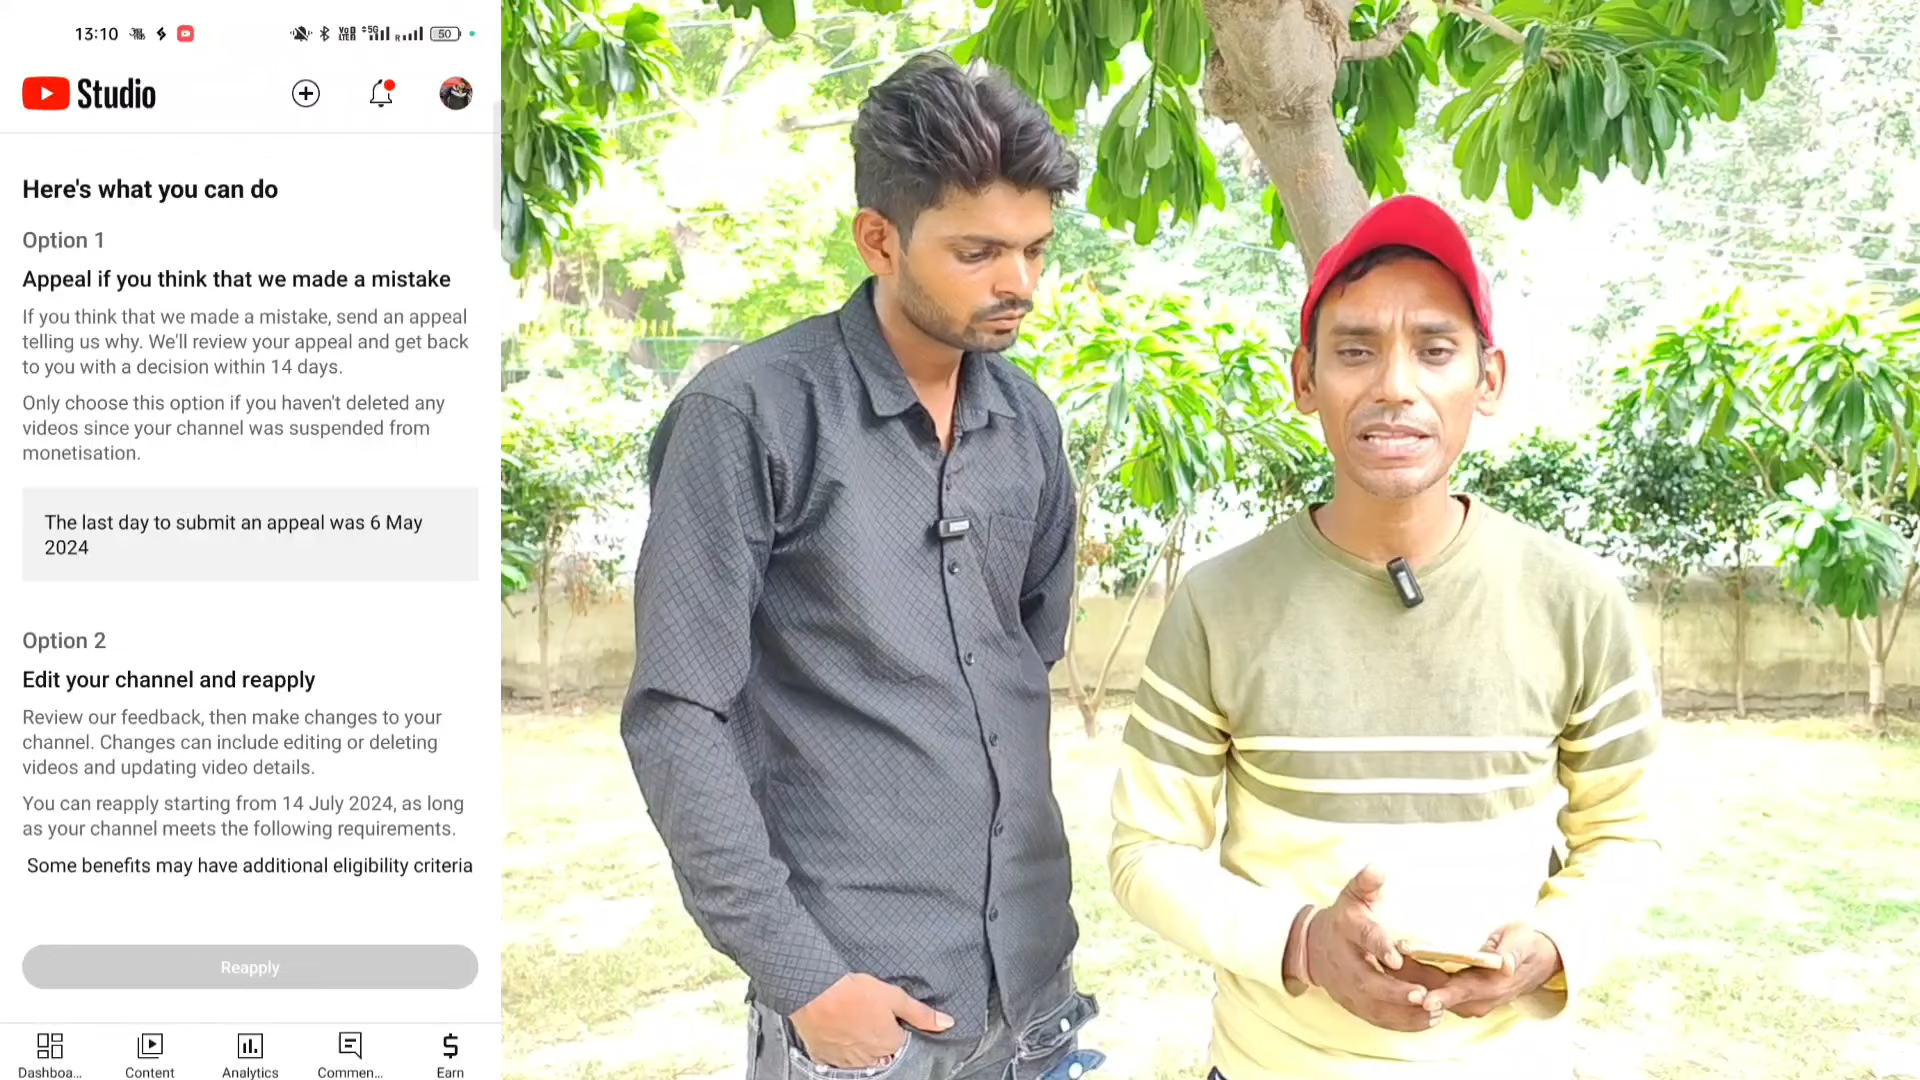 13:10
VoD LTE 5G R 50
Studio
Here's what you can do
Option 1
Appeal if you think that we made a mistake
If you think that we made a mistake, send an appeal
telling us why. We'll review your appeal and get back
to you with a decision within 14 days.
Only choose this option if you haven't deleted any
videos since your channel was suspended from
monetisation.
The last day to submit an appeal was 6 May
2024
Option 2
Edit your channel and reapply
Review our feedback, then make changes to your
channel. Changes can include editing or deleting
videos and updating video details.
You can reapply starting from 14 July 2024, as long
as your channel meets the following requirements.
Some benefits may have additional eligibility criteria
Reapply
Dashboa...
Content
Analytics
Commen...
Earn